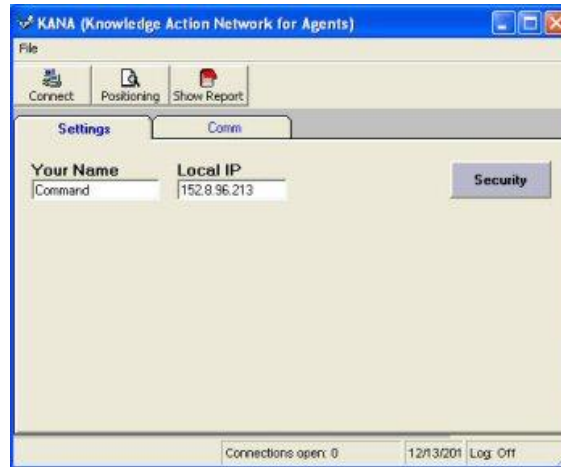 KANA (Knowledge Action Network for Agents)
File
Connect Positioning Show Report
Settings Comm
Your Name Local IP
Command 152.8.96.213 Security
Connections open: 0 12/13/201 Log: Off